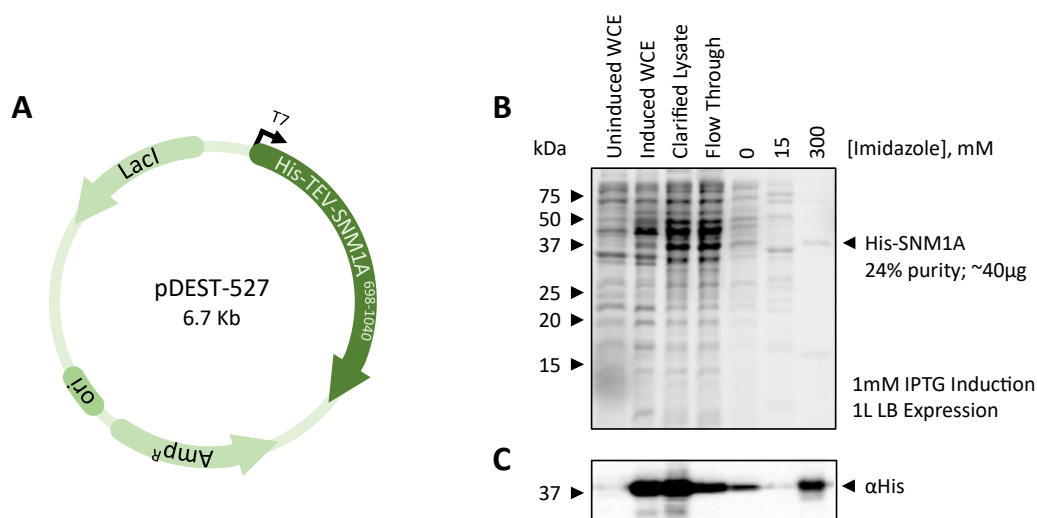 A
T7
LacI
His-TEV-SNM1A 698-1040
pDEST-527
6.7 Kb
ori
AmpR
B
Uninduced WCE
Induced WCE
Clarified Lysate
Flow Through
0
15
300
[Imidazole], mM
kDa
75
50
37
25
20
15
His-SNM1A
24% purity; ~40µg
1mM IPTG Induction
1L LB Expression
C
37
αHis